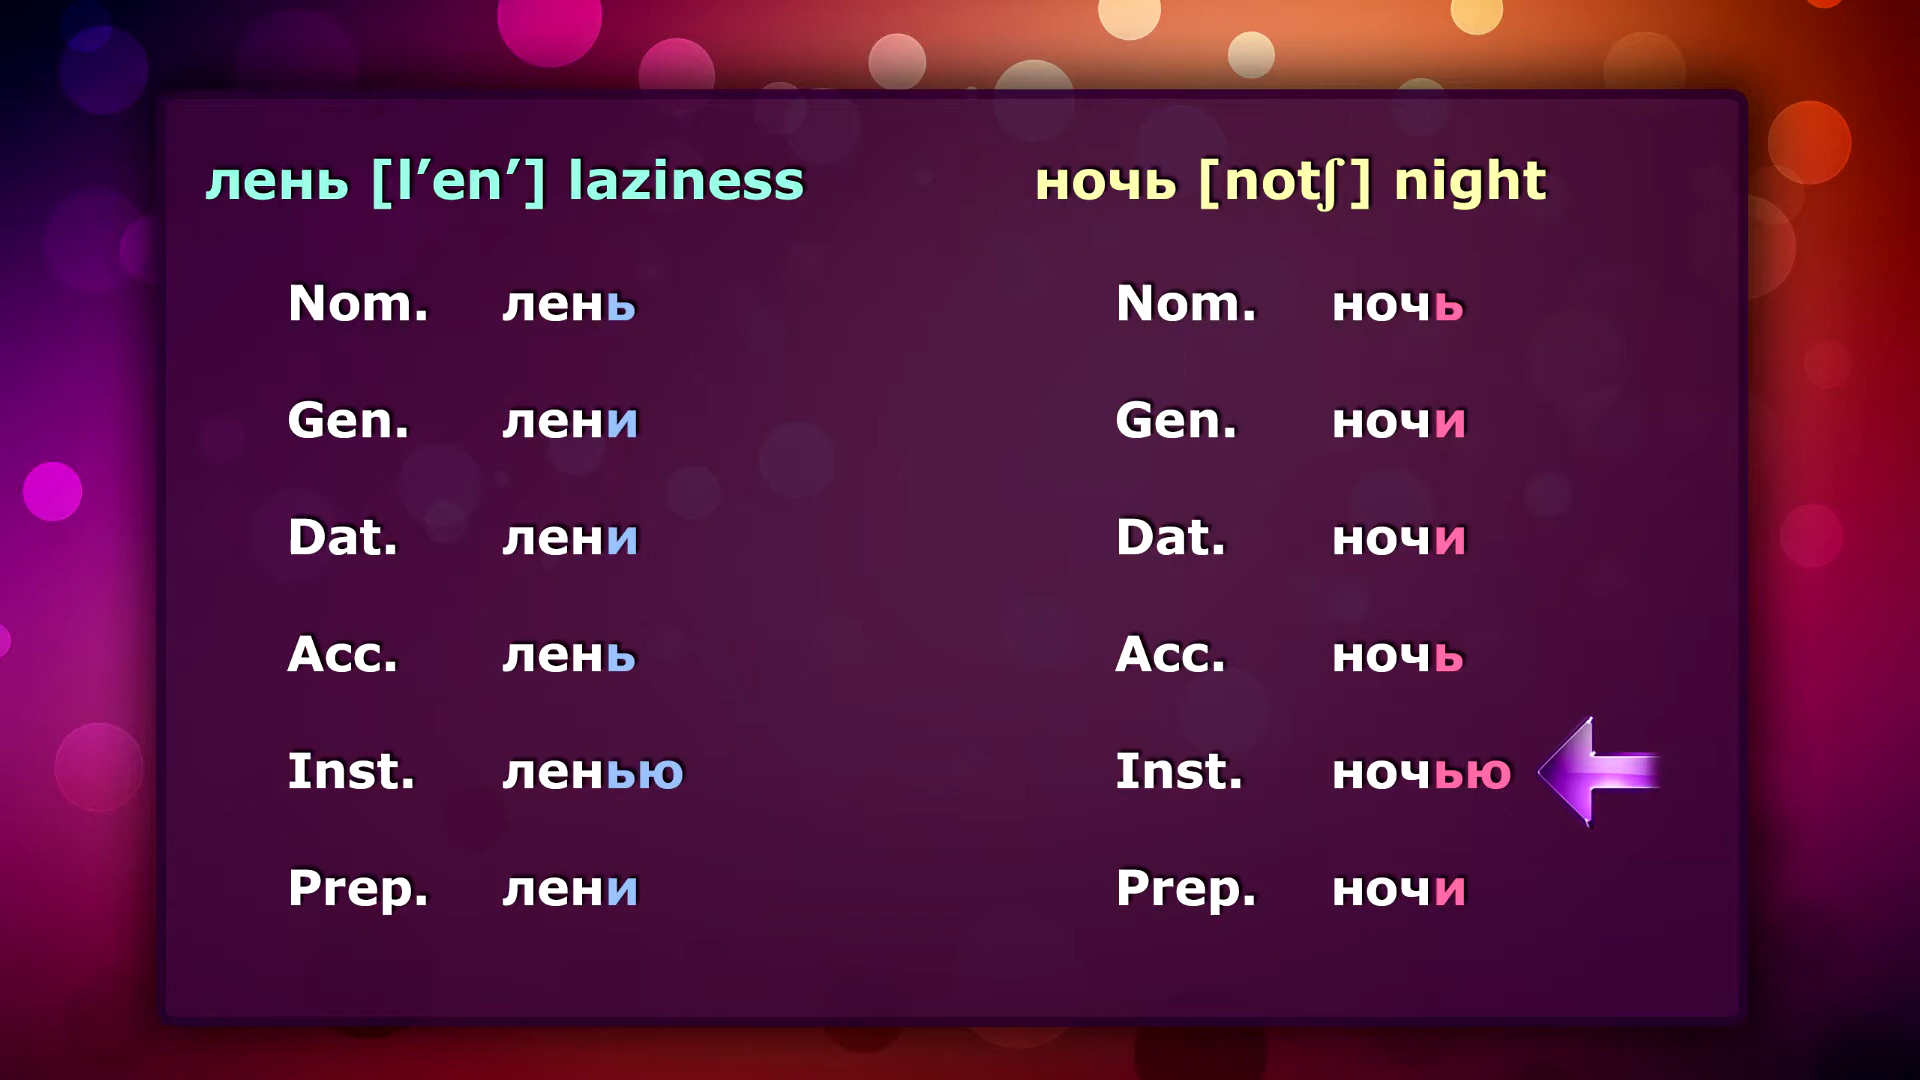 лень [l’en’] laziness
Nom. лень
Gen. лени
Dat. лени
Acc. лень
Inst. ленью
Prep. лени
ночь [notʃ] night
Nom. ночь
Gen. ночи
Dat. ночи
Acc. ночь
Inst. ночью
Prep. ночи